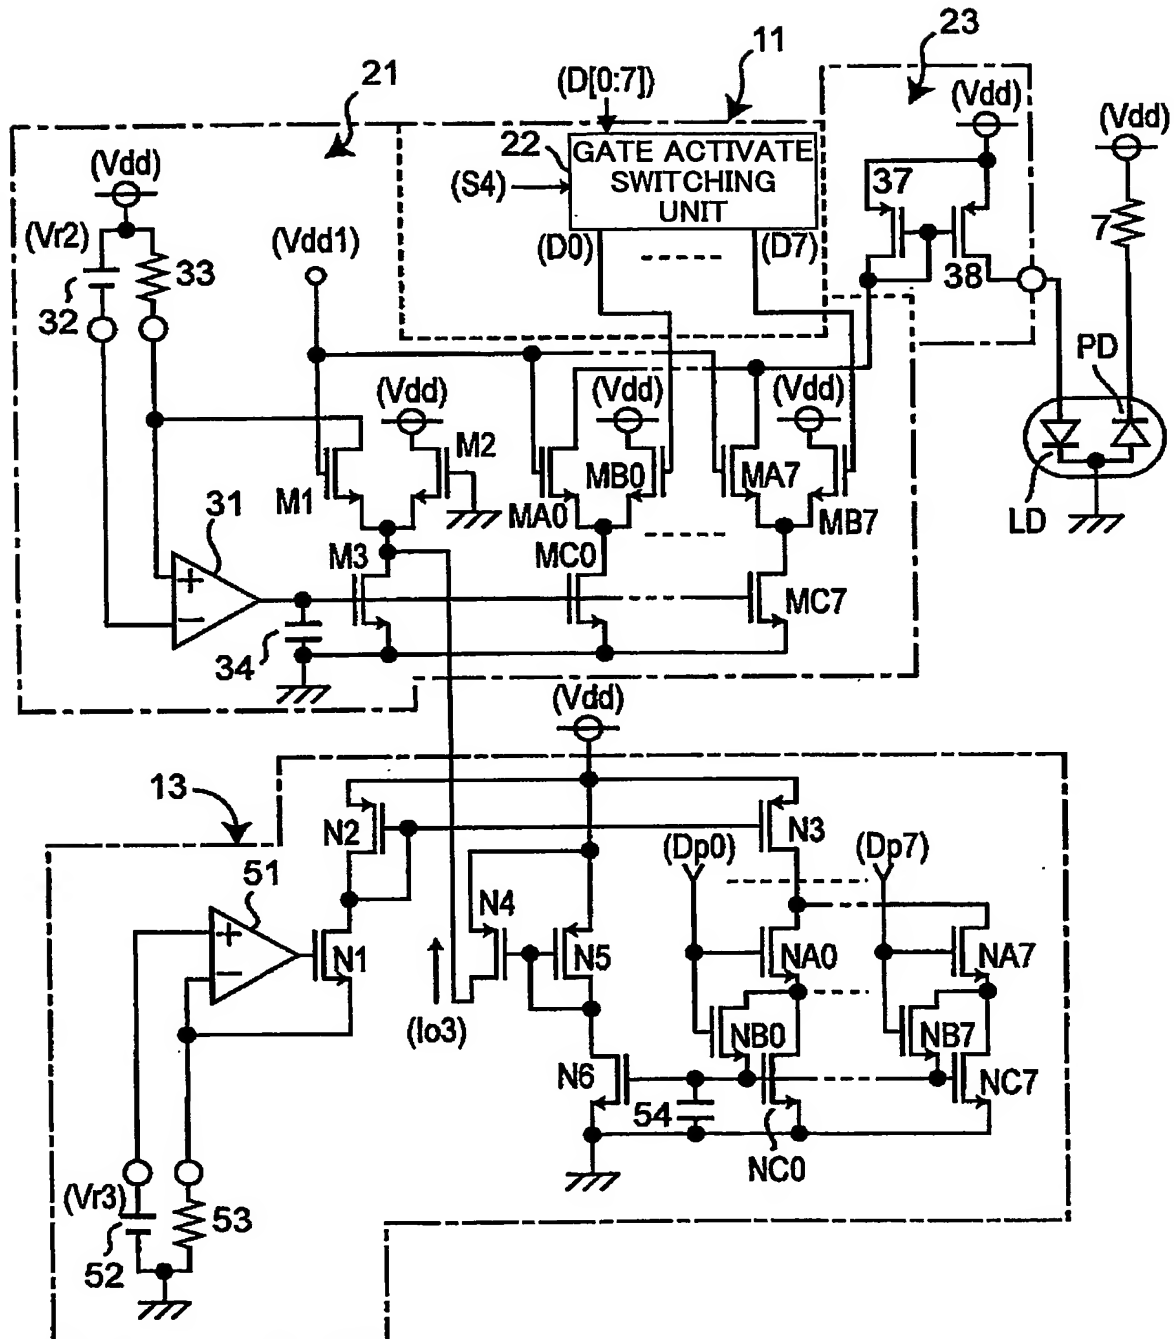 23
11
21
(D[0:7])
(Vdd)
(Vdd)
22
GATE ACTIVATE
SWITCHING
UNIT
(Vdd)
(S4)
37
(Vr2)
(Vdd1)
(D0)
(D7)
7
33
38
32
PD
(Vdd)
(Vdd)
(Vdd)
M2
M1
MA0
MB0
MA7
MB7
LD
31
M3
MC0
MC7
34
(Vdd)
13
N2
N3
(Dp0)
(Dp7)
51
N4
N1
N5
NA0
NA7
(Io3)
NB0
NB7
N6
54
NC7
NC0
(Vr3)
53
52